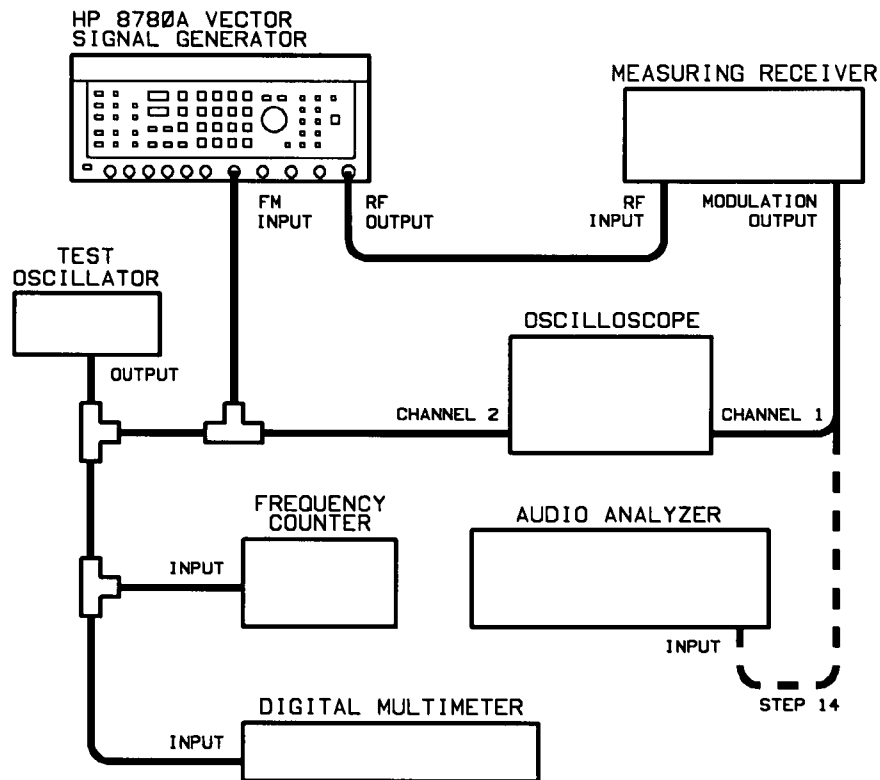 HP 878ØA VECTOR
SIGNAL GENERATOR
MEASURING RECEIVER
FM
INPUT
RF
OUTPUT
RF
INPUT
MODULATION
OUTPUT
TEST
OSCILLATOR
OUTPUT
OSCILLOSCOPE
CHANNEL 2
CHANNEL 1
FREQUENCY
COUNTER
INPUT
AUDIO ANALYZER
INPUT
STEP 14
DIGITAL MULTIMETER
INPUT